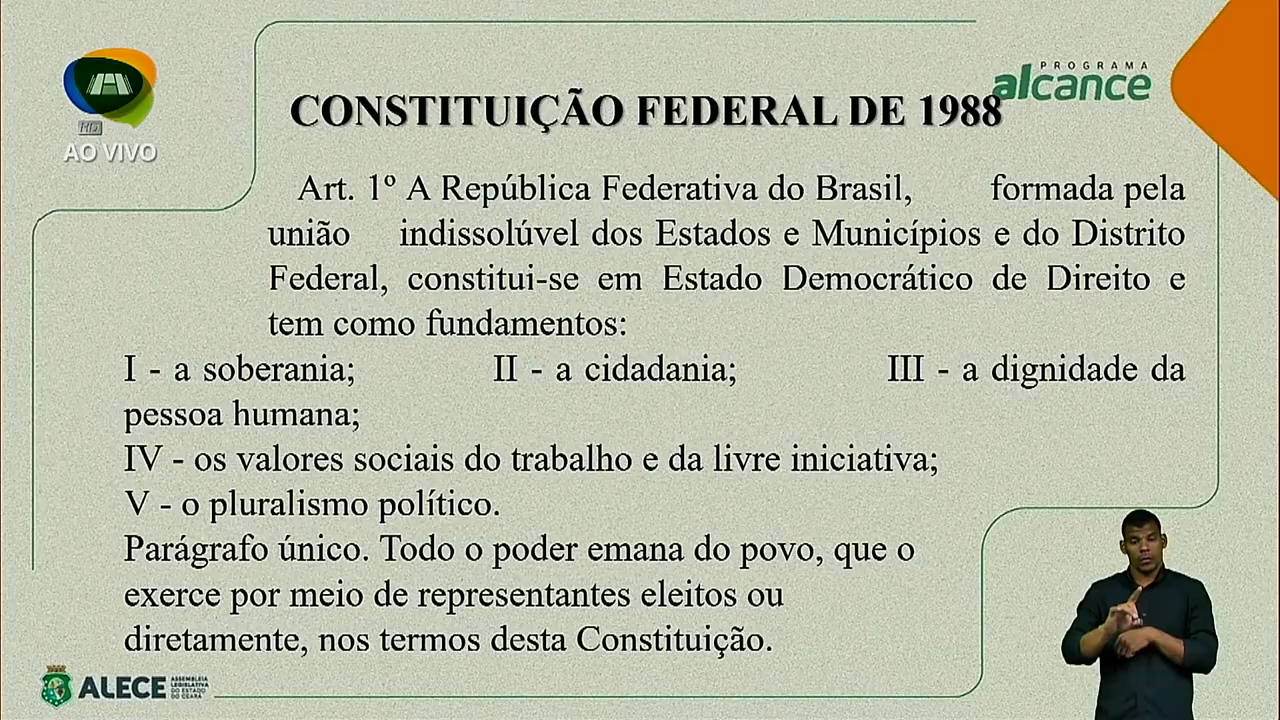 PROGRAMA
alcance
CONSTITUIÇÃO FEDERAL DE 1988
HD
AO VIVO
Art. 1º A República Federativa do Brasil, formada pela
união indissolúvel dos Estados e Municípios e do Distrito
Federal, constitui-se em Estado Democrático de Direito e
tem como fundamentos:
I - a soberania; II - a cidadania; III - a dignidade da
pessoa humana;
IV - os valores sociais do trabalho e da livre iniciativa;
V - o pluralismo político.
Parágrafo único. Todo o poder emana do povo, que o
exerce por meio de representantes eleitos ou
diretamente, nos termos desta Constituição.
ALECE
ASSEMBLEIA
LEGISLATIVA
DO ESTADO
DO CEARÁ